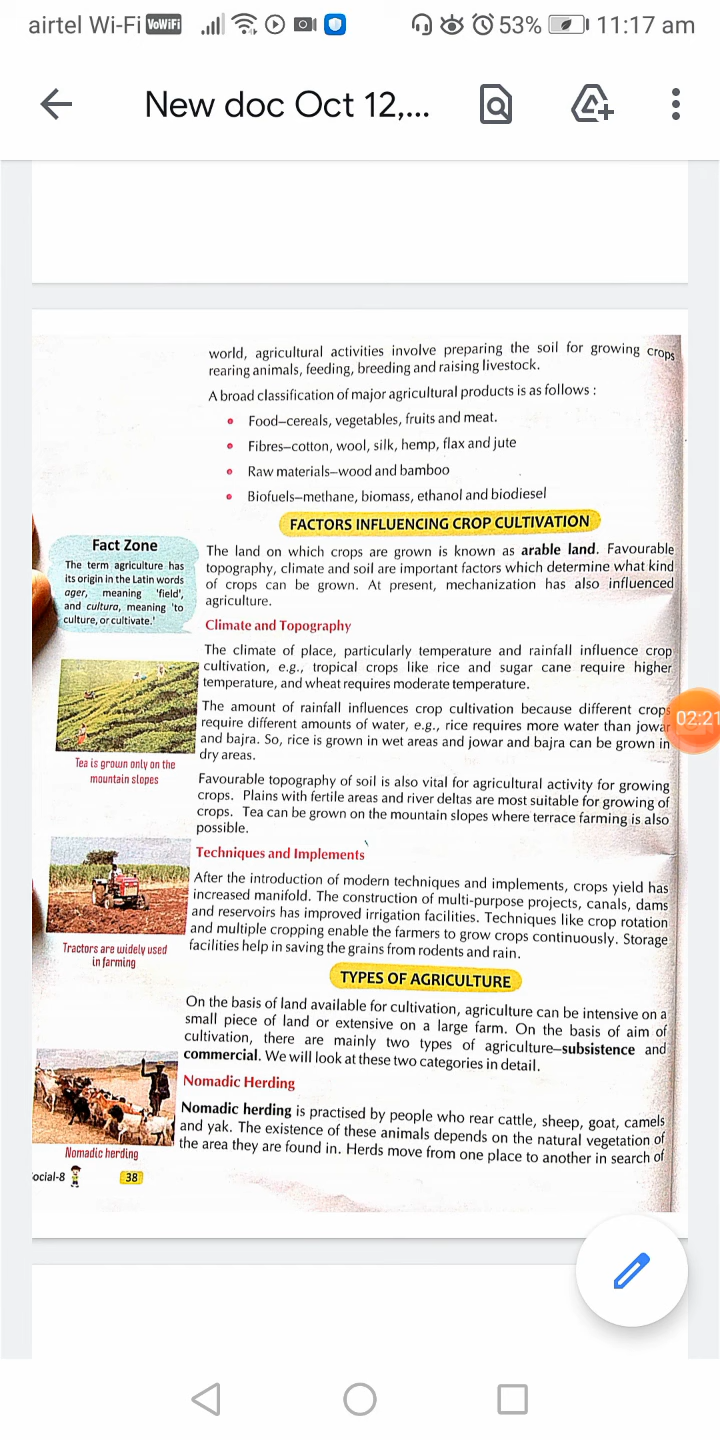 airtel Wi-Fi VoWiFi 53% 11:17 am
New doc Oct 12,...
world, agricultural activities involve preparing the soil for growing crops
rearing animals, feeding, breeding and raising livestock.
A broad classification of major agricultural products is as follows :
• Food–cereals, vegetables, fruits and meat.
• Fibres–cotton, wool, silk, hemp, flax and jute
• Raw materials–wood and bamboo
• Biofuels–methane, biomass, ethanol and biodiesel
FACTORS INFLUENCING CROP CULTIVATION
Fact Zone
The term agriculture has
its origin in the Latin words
ager, meaning 'field',
and cultura, meaning 'to
culture, or cultivate.'
The land on which crops are grown is known as arable land. Favourable
topography, climate and soil are important factors which determine what kind
of crops can be grown. At present, mechanization has also influenced
agriculture.
Climate and Topography
The climate of place, particularly temperature and rainfall influence crop
cultivation, e.g., tropical crops like rice and sugar cane require higher
temperature, and wheat requires moderate temperature.
The amount of rainfall influences crop cultivation because different crops
require different amounts of water, e.g., rice requires more water than jowar
and bajra. So, rice is grown in wet areas and jowar and bajra can be grown in
dry areas.
02:21
Tea is grown only on the
mountain slopes
Favourable topography of soil is also vital for agricultural activity for growing
crops. Plains with fertile areas and river deltas are most suitable for growing of
crops. Tea can be grown on the mountain slopes where terrace farming is also
possible.
Techniques and Implements
After the introduction of modern techniques and implements, crops yield has
increased manifold. The construction of multi-purpose projects, canals, dams
and reservoirs has improved irrigation facilities. Techniques like crop rotation
and multiple cropping enable the farmers to grow crops continuously. Storage
facilities help in saving the grains from rodents and rain.
Tractors are widely used
in farming
TYPES OF AGRICULTURE
On the basis of land available for cultivation, agriculture can be intensive on a
small piece of land or extensive on a large farm. On the basis of aim of
cultivation, there are mainly two types of agriculture–subsistence and
commercial. We will look at these two categories in detail.
Nomadic Herding
Nomadic herding is practised by people who rear cattle, sheep, goat, camels
and yak. The existence of these animals depends on the natural vegetation of
the area they are found in. Herds move from one place to another in search of
Nomadic herding
ocial-8 38